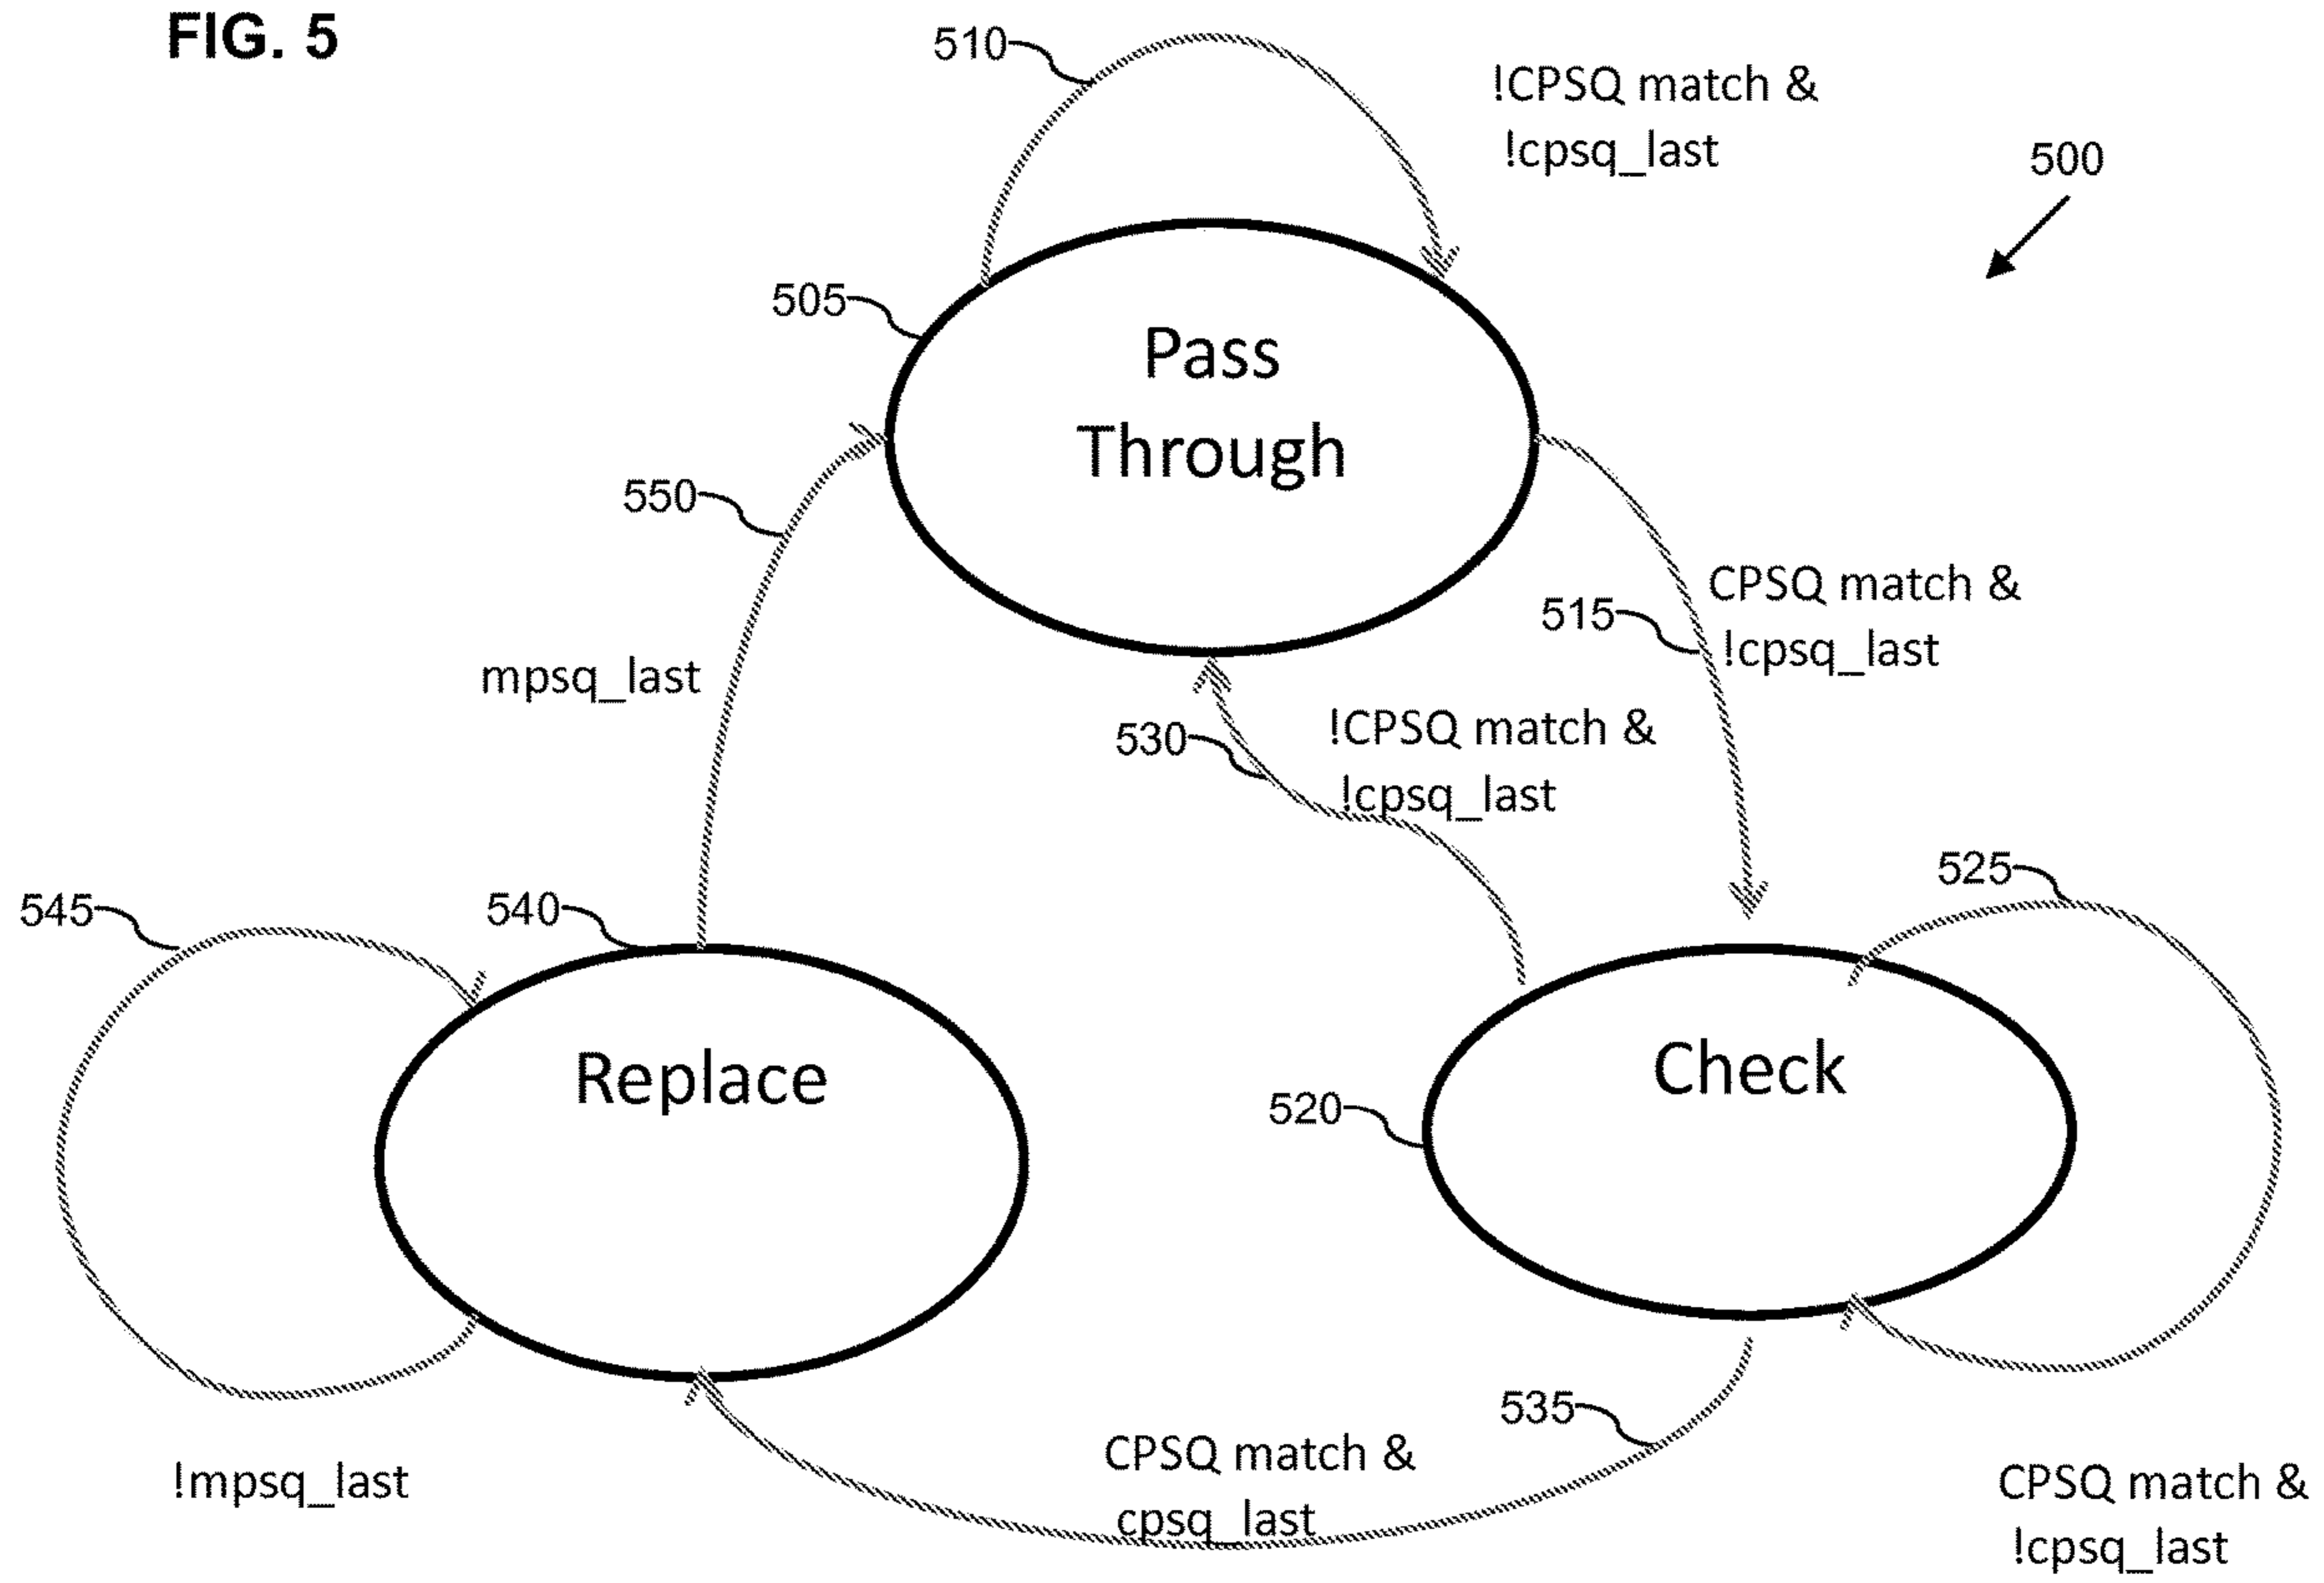 FIG. 5
510
!CPSQ match &
!cpsq_last
500
505
Pass
Through
550
CPSQ match &
515
!cpsq_last
mpsq_last
530
!CPSQ match &
!cpsq_last
525
545
540
Replace
Check
520
535
CPSQ match &
cpsq_last
!mpsq_last
CPSQ match &
!cpsq_last